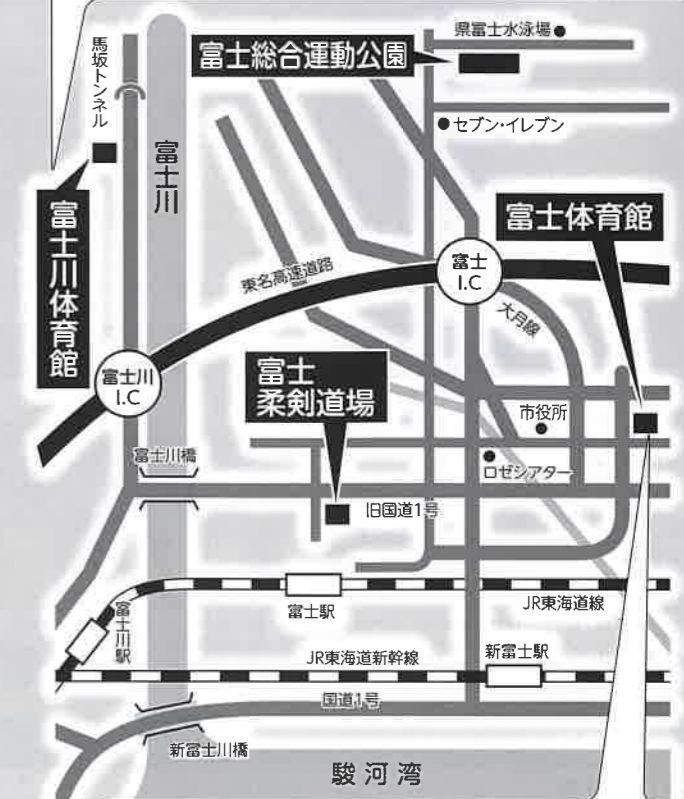 県富士水泳場
富士総合運動公園
馬坂トンネル
セブン・イレブン
富士川
富士体育館
富士川体育館
富士
I.C
東名高速道路
大月線
富士川
I.C
富士
柔剣道場
市役所
富士川橋
ロゼシアター
旧国道1号
富士駅
JR東海道線
富士川駅
JR東海道新幹線
新富士駅
国道1号
新富士川橋
駿河湾